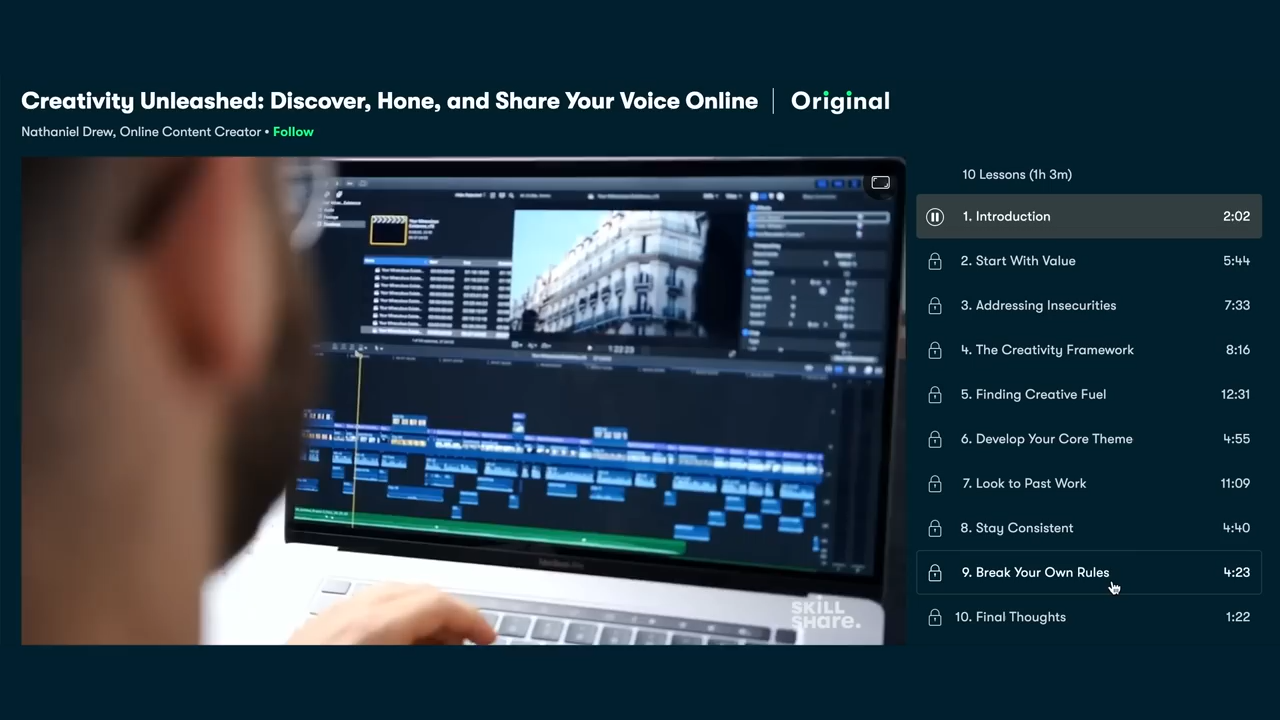 Creativity Unleashed: Discover, Hone, and Share Your Voice Online | Original
Nathaniel Drew, Online Content Creator • Follow
10 Lessons (1h 3m)
1. Introduction 2:02
2. Start With Value 5:44
3. Addressing Insecurities 7:33
4. The Creativity Framework 8:16
5. Finding Creative Fuel 12:31
6. Develop Your Core Theme 4:55
7. Look to Past Work 11:09
8. Stay Consistent 4:40
9. Break Your Own Rules 4:23
10. Final Thoughts 1:22
SKILL
SHARE.